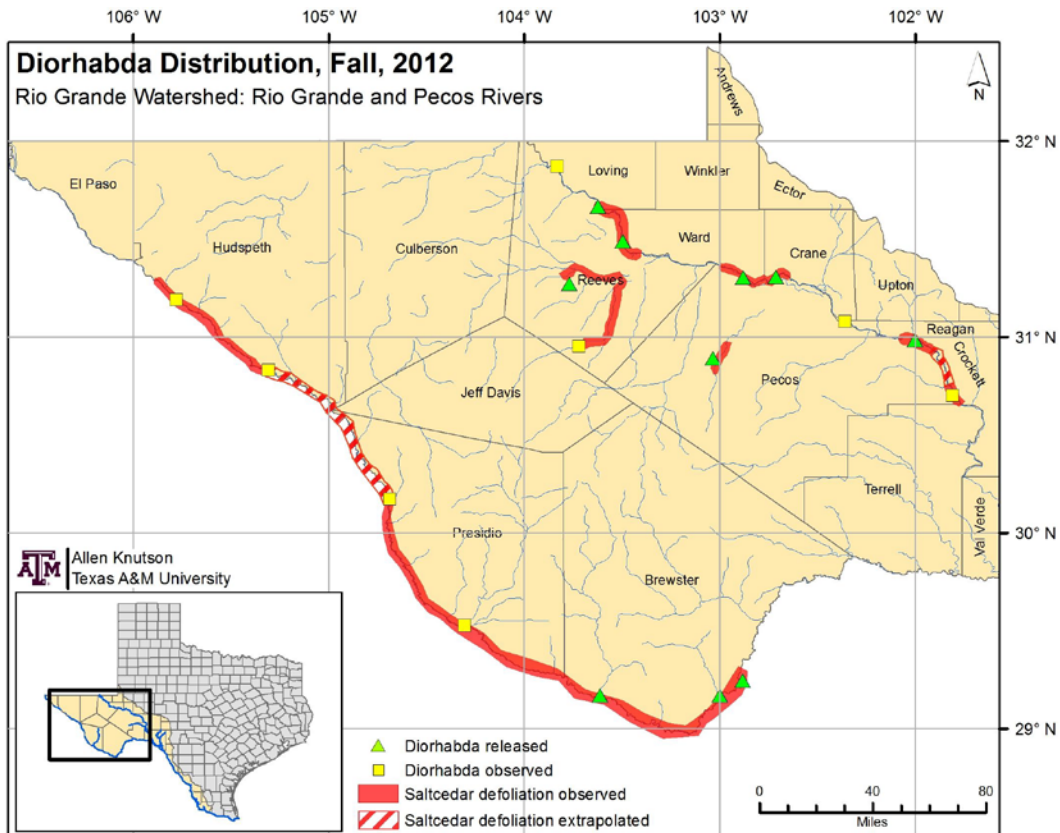 106° W 105° W 104° W 103° W 102° W
Diorhabda Distribution, Fall, 2012
Rio Grande Watershed: Rio Grande and Pecos Rivers
N
Andrews
32° N
El Paso
Loving
Winkler
Ector
Hudspeth
Culberson
Ward
Crane
Reeves
Upton
31° N
Reagan
Crockett
Jeff Davis
Pecos
Terrell
Val Verde
Presidio
30° N
Brewster
ATM
Allen Knutson
Texas A&M University
29° N
Diorhabda released
Diorhabda observed
Saltcedar defoliation observed
Saltcedar defoliation extrapolated
0 40 80
Miles